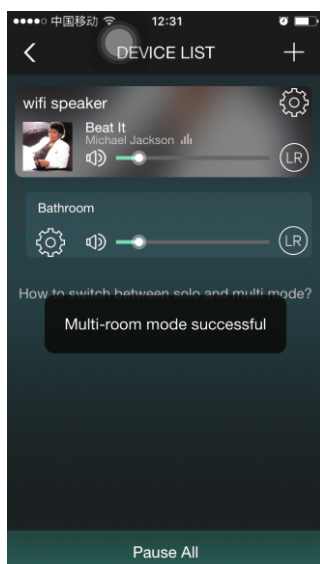 中国移动 12:31
DEVICE LIST
wifi speaker
Beat It
Michael Jackson
LR
Bathroom
LR
How to switch between solo and multi mode?
Multi-room mode successful
Pause All